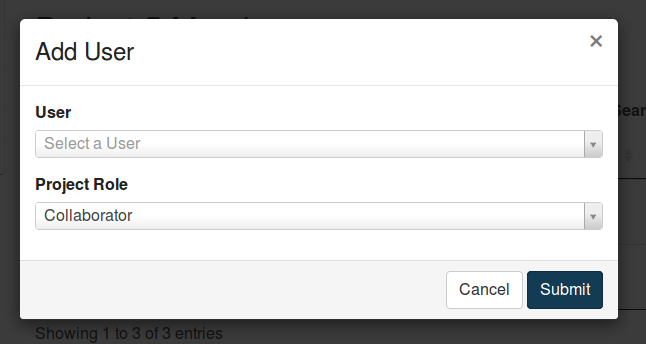 Add User
×
User
Select a User
Project Role
Collaborator
Cancel
Submit
Showing 1 to 3 of 3 entries